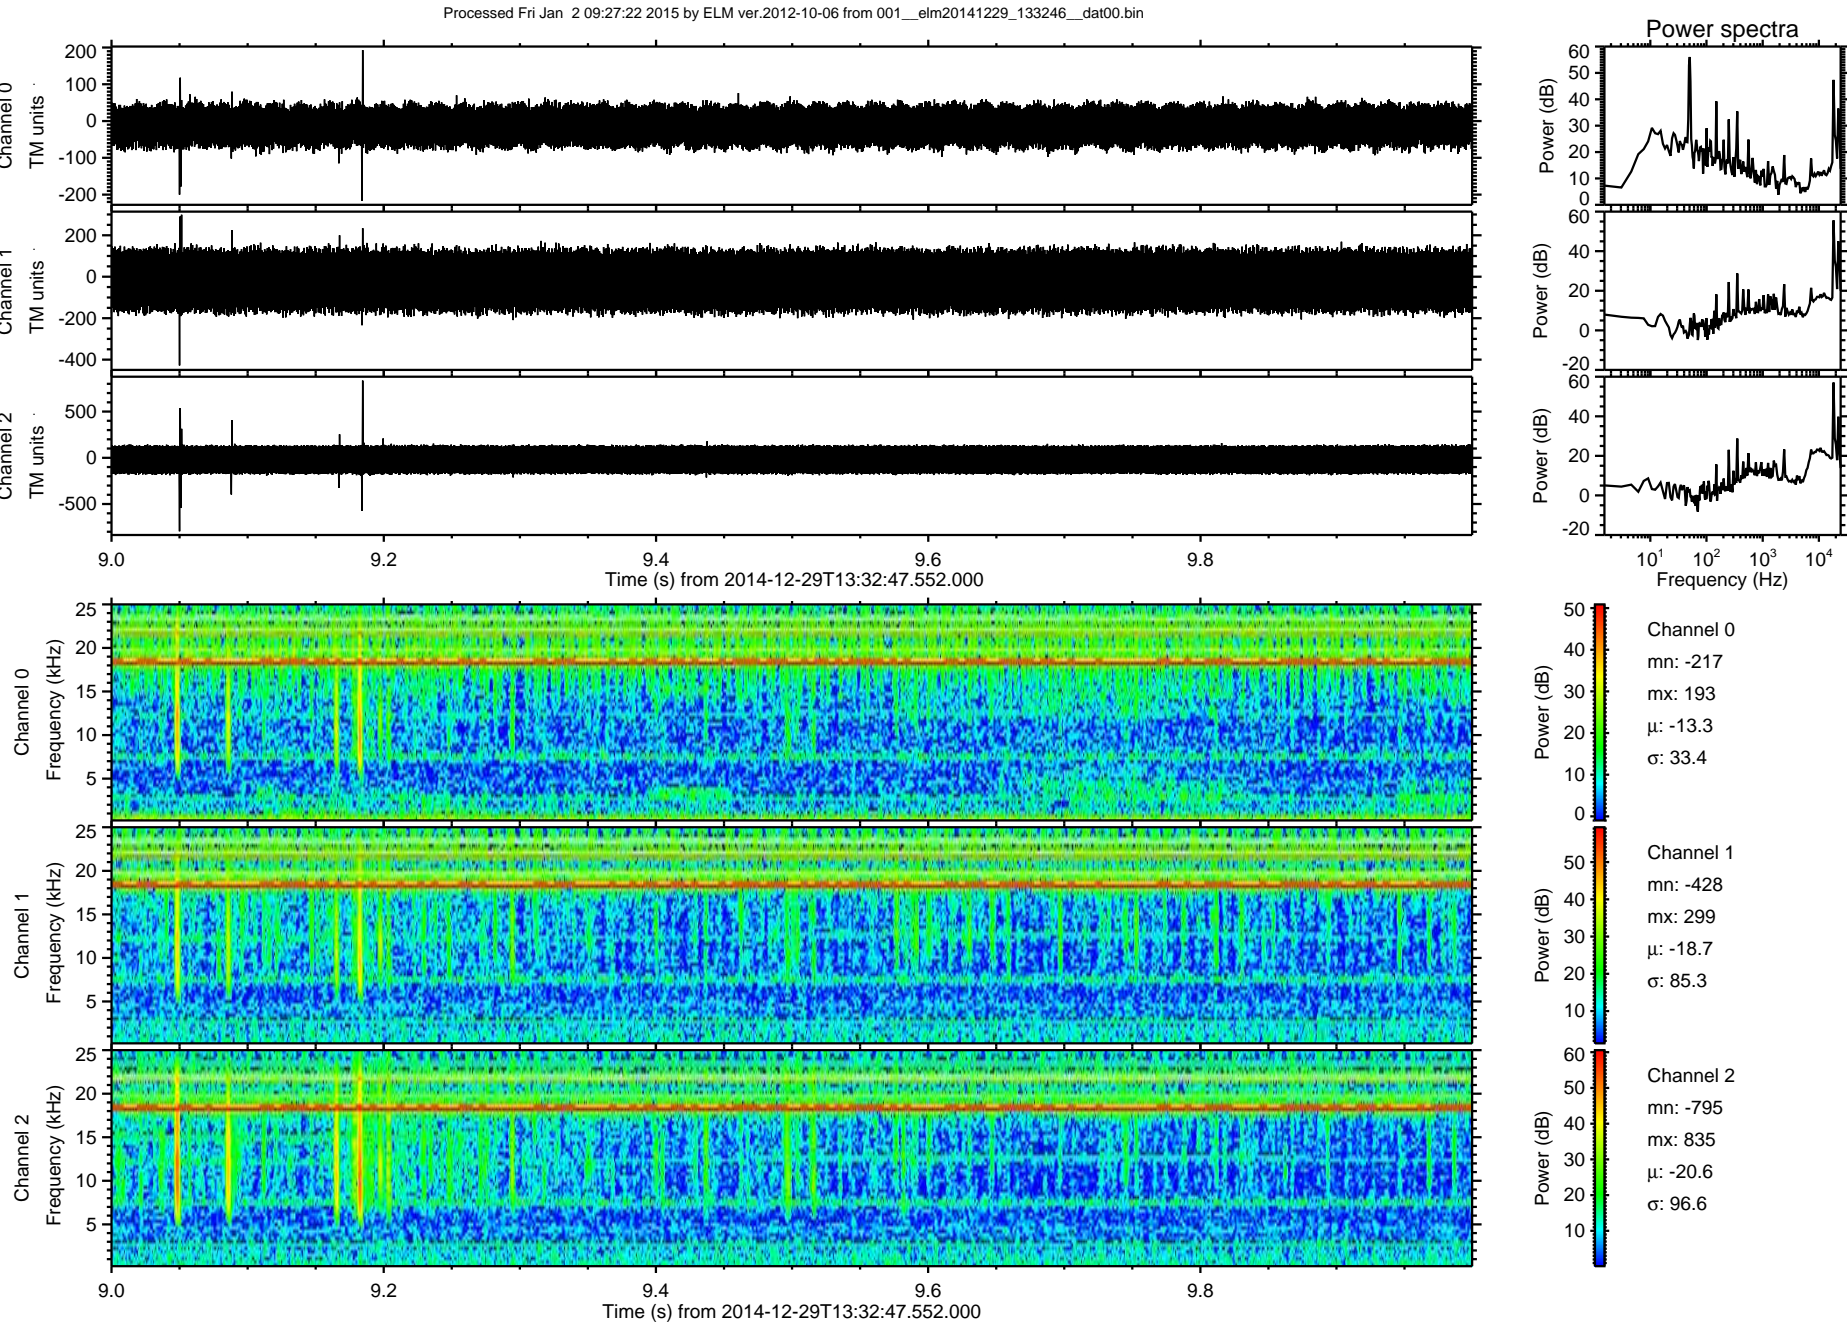 Processed Fri Jan  2 09:27:22 2015 by ELM ver.2012-10-06 from 001__elm20141229_133246__dat00.bin
Power spectra
Channel 0
TM units
200
100
0
-100
-200
Power (dB)
60
50
40
30
20
10
0
Channel 1
TM units
200
0
-200
-400
Power (dB)
60
40
20
0
-20
Channel 2
TM units
500
0
-500
Power (dB)
60
40
20
0
-20
9.0 9.2 9.4 9.6 9.8
Time (s) from 2014-12-29T13:32:47.552.000
10^1 10^2 10^3 10^4
Frequency (Hz)
Channel 0
Frequency (kHz)
25
20
15
10
5
Power (dB)
50
40
30
20
10
0
Channel 0
mn: -217
mx: 193
μ: -13.3
σ: 33.4
Channel 1
Frequency (kHz)
25
20
15
10
5
Power (dB)
50
40
30
20
10
Channel 1
mn: -428
mx: 299
μ: -18.7
σ: 85.3
Channel 2
Frequency (kHz)
25
20
15
10
5
Power (dB)
60
50
40
30
20
10
Channel 2
mn: -795
mx: 835
μ: -20.6
σ: 96.6
9.0 9.2 9.4 9.6 9.8
Time (s) from 2014-12-29T13:32:47.552.000